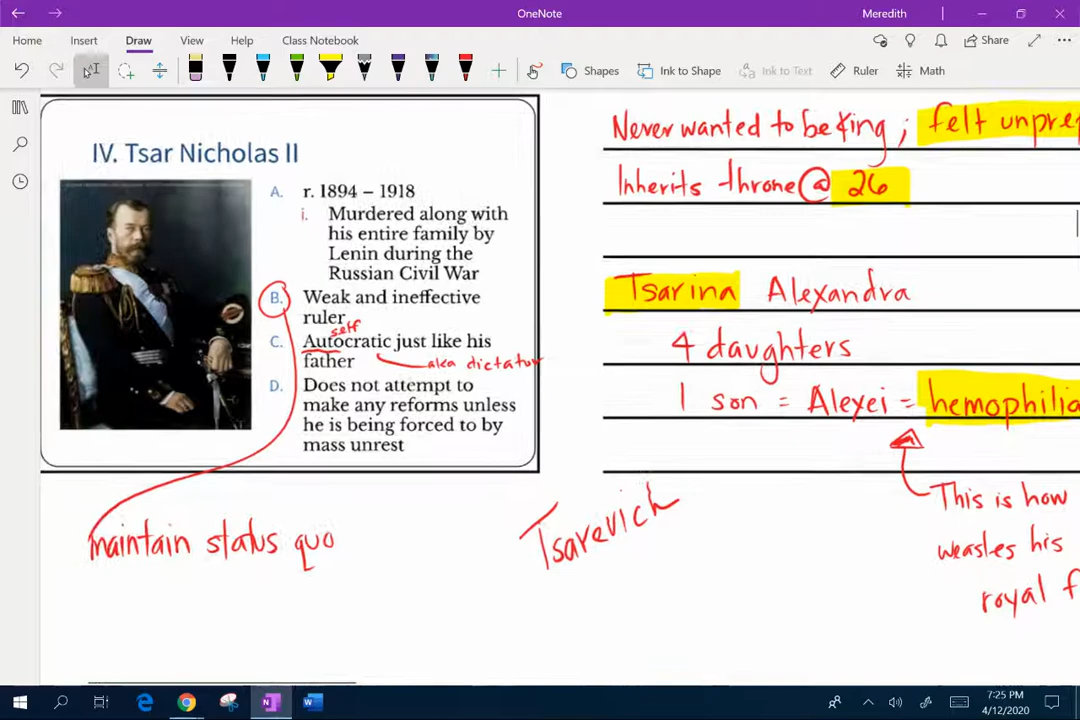 OneNote
Meredith
Home Insert Draw View Help Class Notebook
Share
Shapes Ink to Shape Ink to Text Ruler Math
IV. Tsar Nicholas II
A. r. 1894 – 1918
i. Murdered along with
his entire family by
Lenin during the
Russian Civil War
B. Weak and ineffective
ruler
self
C. Autocratic just like his
father
aka dictator
D. Does not attempt to
make any reforms unless
he is being forced to by
mass unrest
maintain status quo
Never wanted to be King; felt unprep
Inherits throne @ 26
Tsarina Alexandra
4 daughters
1 son = Alexei = hemophilia
Tsarevich
This is how
weasles his
royal f
7:25 PM
4/12/2020